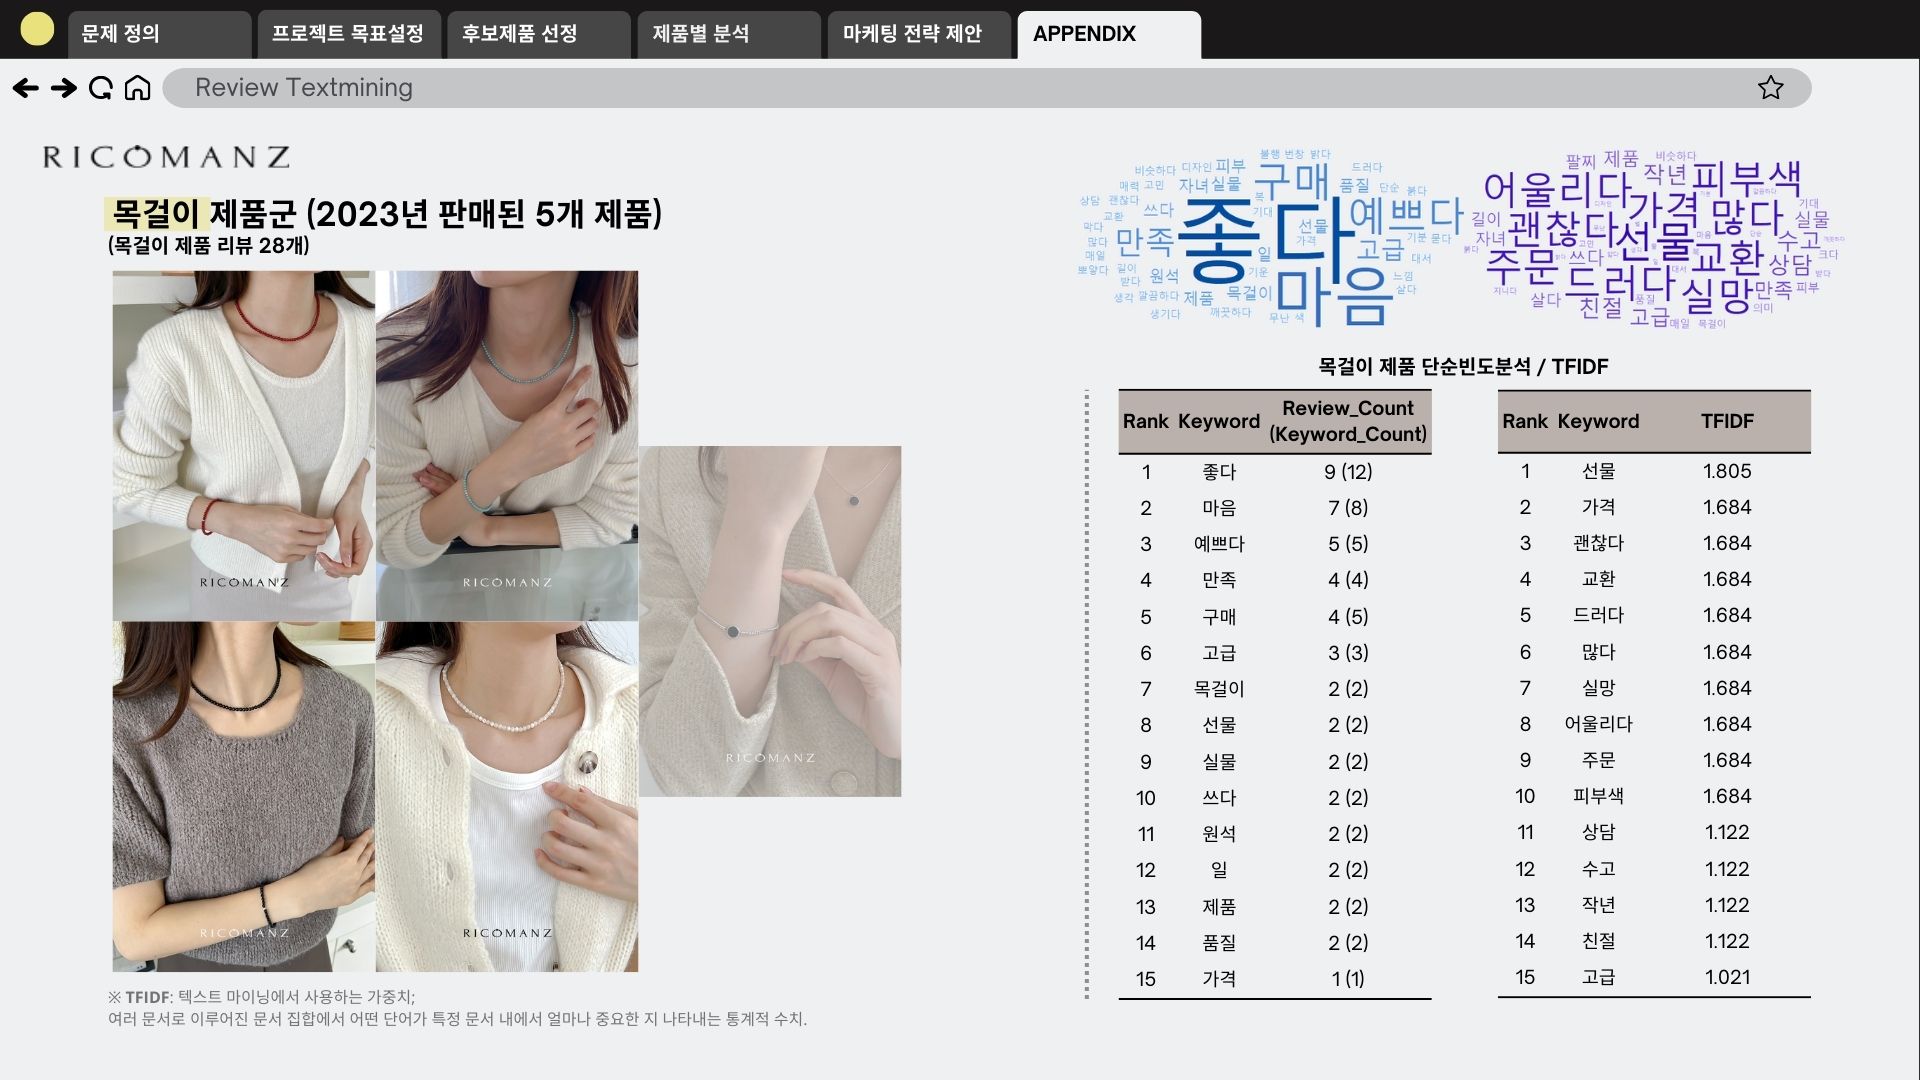 문제 정의
프로젝트 목표설정
후보제품 선정
제품별 분석
마케팅 전략 제안
APPENDIX
Review Textmining
RICOMANZ
목걸이 제품군 (2023년 판매된 5개 제품)
(목걸이 제품 리뷰 28개)
RICOMANZ
RICOMANZ
RICOMANZ
RICOMANZ
RICOMANZ
※ TFIDF: 텍스트 마이닝에서 사용하는 가중치;
여러 문서로 이루어진 문서 집합에서 어떤 단어가 특정 문서 내에서 얼마나 중요한 지 나타내는 통계적 수치.
불행 번창 밝다
비슷하다 디자인 피부 구매 드러다
매력 고민 자녀 실물 품질 단순 붉다
상담 괜찮다 쓰다 교환 복 기대 좋다 선물 가격 예쁘다
막다 많다 만족 일 고급 기분 묻다
매일 대서
뽀얗다 길이 받다 원석 기운 느낌
생각 깔끔하다 제품 목걸이 마음 살다
생기다 깨끗하다 무난 색
팔찌 제품 비슷하다
어울리다 작년 피부색
길이 괜찮다 가격 많다 기대 실물
자녀 선물 수고
주문 쓰다 교환 상담 크다
드러다 실망 만족 피부
살다 친절 품질 의미
고급 매일 목걸이
목걸이 제품 단순빈도분석 / TFIDF
Rank Keyword Review_Count (Keyword_Count)
1 좋다 9 (12)
2 마음 7 (8)
3 예쁘다 5 (5)
4 만족 4 (4)
5 구매 4 (5)
6 고급 3 (3)
7 목걸이 2 (2)
8 선물 2 (2)
9 실물 2 (2)
10 쓰다 2 (2)
11 원석 2 (2)
12 일 2 (2)
13 제품 2 (2)
14 품질 2 (2)
15 가격 1 (1)
Rank Keyword TFIDF
1 선물 1.805
2 가격 1.684
3 괜찮다 1.684
4 교환 1.684
5 드러다 1.684
6 많다 1.684
7 실망 1.684
8 어울리다 1.684
9 주문 1.684
10 피부색 1.684
11 상담 1.122
12 수고 1.122
13 작년 1.122
14 친절 1.122
15 고급 1.021